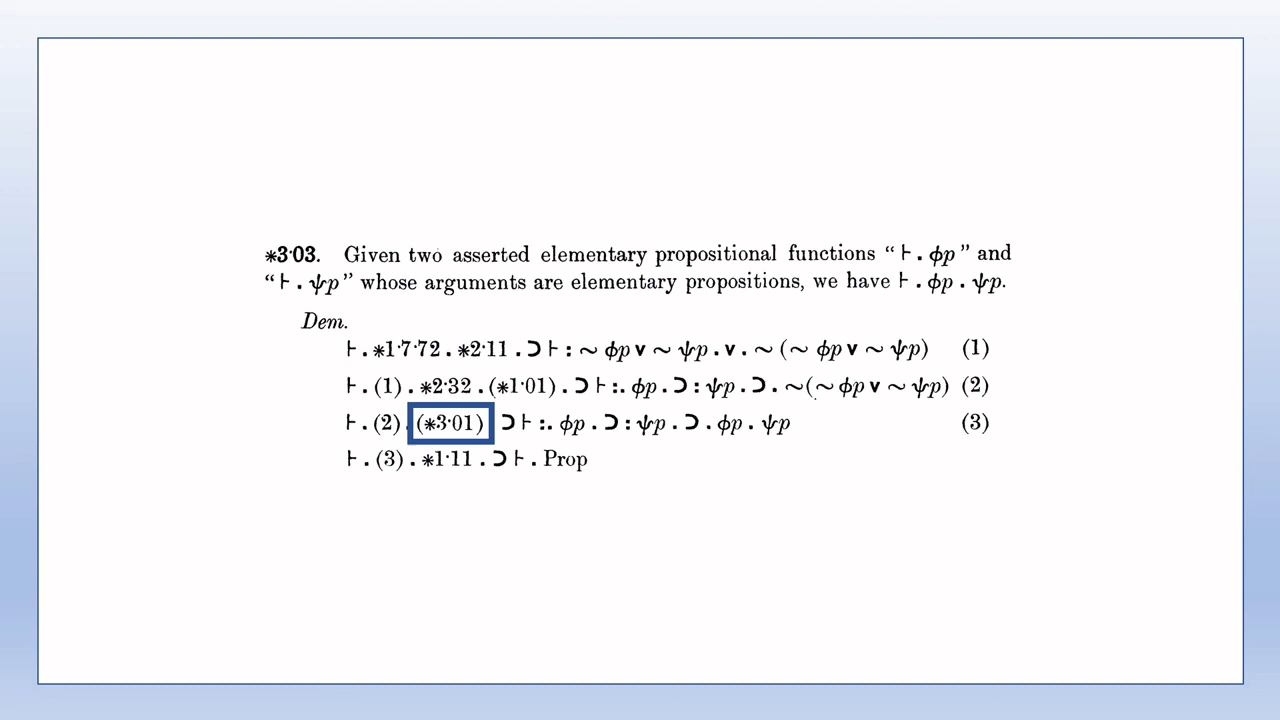 ∗3·03. Given two asserted elementary propositional functions “⊦ . ϕp” and
“⊦ . ψp” whose arguments are elementary propositions, we have ⊦ . ϕp . ψp.
Dem.
⊦ . ∗1·7·72 . ∗2·11 . ⊃ ⊦ : ∼ ϕp ∨ ∼ ψp . ∨ . ∼ (∼ ϕp ∨ ∼ ψp) (1)
⊦ . (1) . ∗2·32 . (∗1·01) . ⊃ ⊦ :. ϕp . ⊃ : ψp . ⊃ . ∼(∼ ϕp ∨ ∼ ψp) (2)
⊦ . (2) . (∗3·01) ⊃ ⊦ :. ϕp . ⊃ : ψp . ⊃ . ϕp . ψp (3)
⊦ . (3) . ∗1·11 . ⊃ ⊦ . Prop